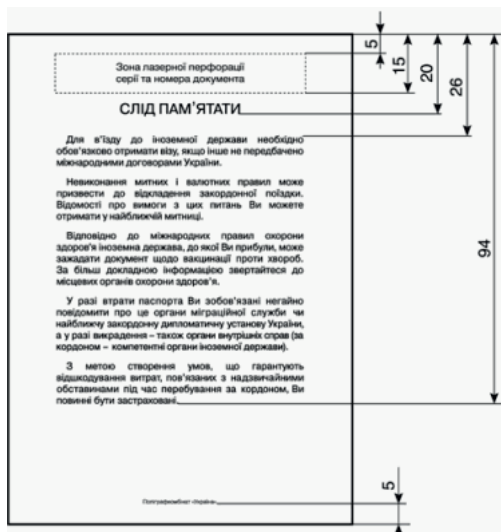 Зона лазерної перфорації
серії та номера документа
СЛІД ПАМ'ЯТАТИ
Для в'їзду до іноземної держави необхідно
обов'язково отримати візу, якщо інше не передбачено
міжнародними договорами України.
Невиконання митних і валютних правил може
призвести до відкладення закордонної поїздки.
Відомості про вимоги з цих питань Ви можете
отримати у найближчій митниці.
Відповідно до міжнародних правил охорони
здоров'я іноземна держава, до якої Ви прибули, може
зажадати документ щодо вакцинації проти хвороб.
За більш докладною інформацією звертайтеся до
місцевих органів охорони здоров'я.
У разі втрати паспорта Ви зобов'язані негайно
повідомити про це органи міграційної служби чи
найближчу закордонну дипломатичну установу України,
а у разі викрадення – також органи внутрішніх справ (за
кордоном – компетентні органи іноземної держави).
З метою створення умов, що гарантують
відшкодування витрат, пов'язаних з надзвичайними
обставинами під час перебування за кордоном, Ви
повинні бути застраховані.
Поліграфкомбінат «Україна»
5
15
20
26
94
5